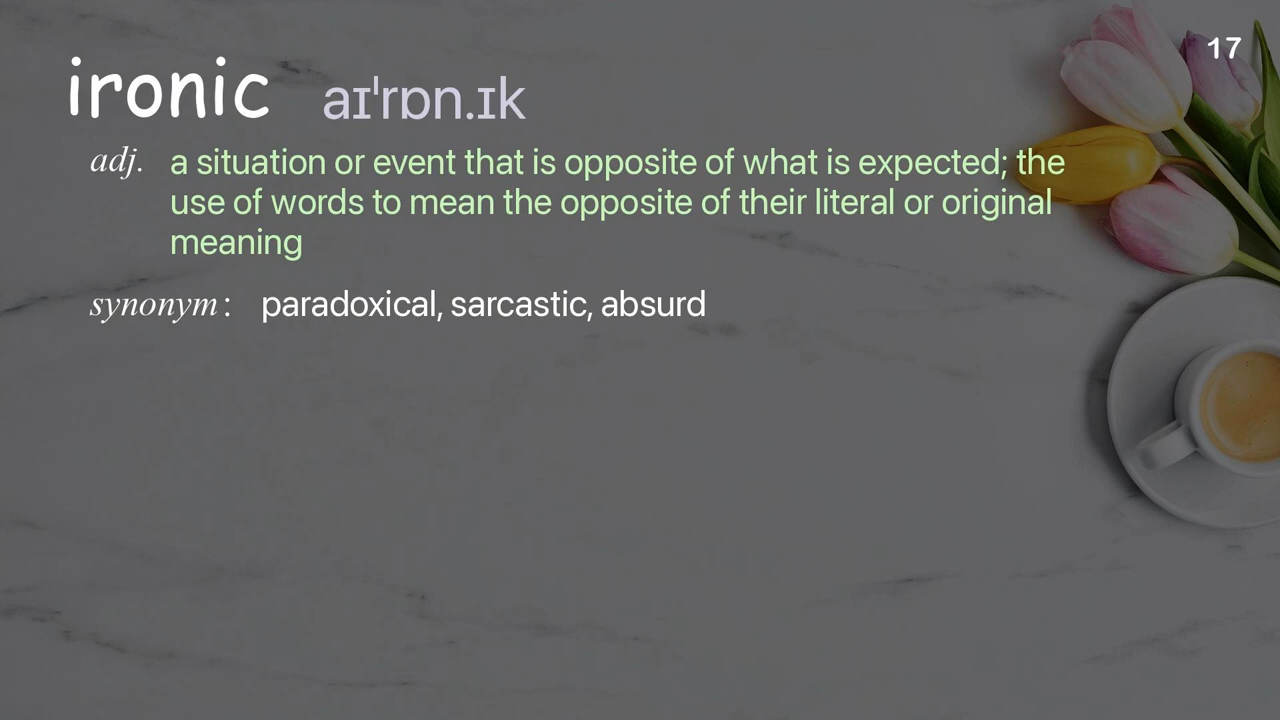 17
ironic aɪˈrɒn.ɪk
adj. a situation or event that is opposite of what is expected; the
use of words to mean the opposite of their literal or original
meaning
synonym: paradoxical, sarcastic, absurd